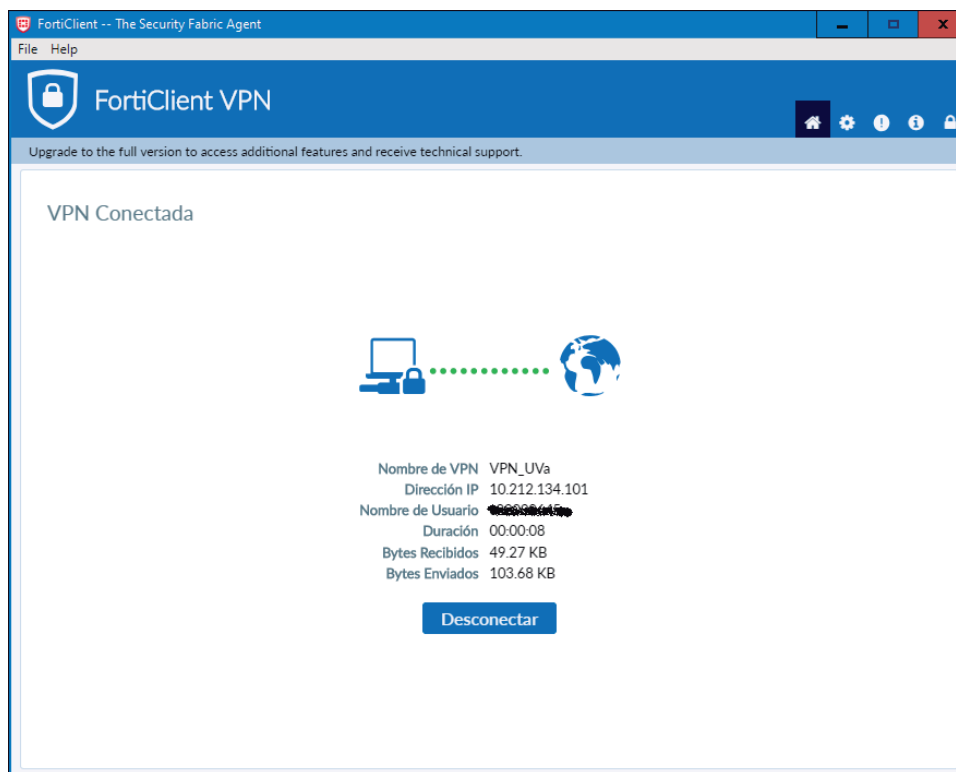 FortiClient -- The Security Fabric Agent
File Help
FortiClient VPN
Upgrade to the full version to access additional features and receive technical support.
VPN Conectada
Nombre de VPN VPN_UVa
Dirección IP 10.212.134.101
Nombre de Usuario
Duración 00:00:08
Bytes Recibidos 49.27 KB
Bytes Enviados 103.68 KB
Desconectar